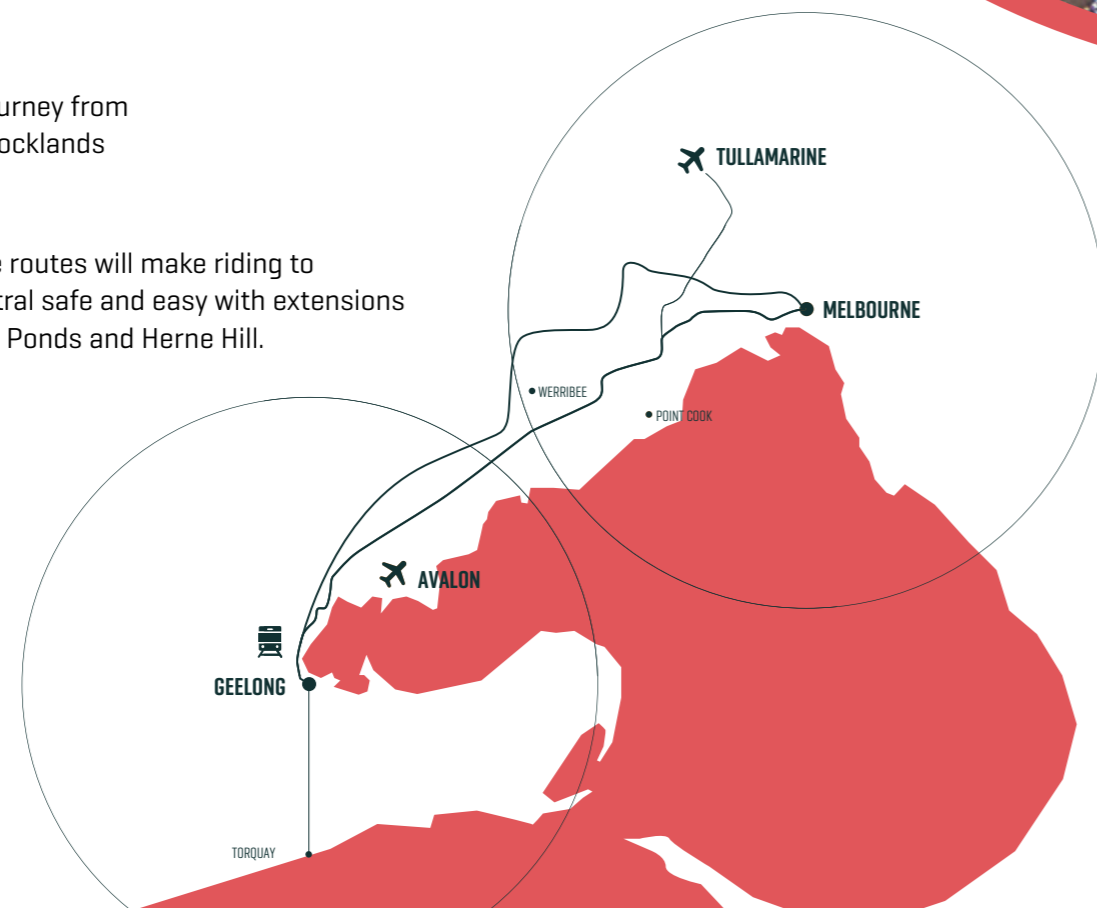 urney from
ocklands
e routes will make riding to
tral safe and easy with extensions
Ponds and Herne Hill.
TULLAMARINE
MELBOURNE
WERRIBEE
POINT COOK
AVALON
GEELONG
TORQUAY